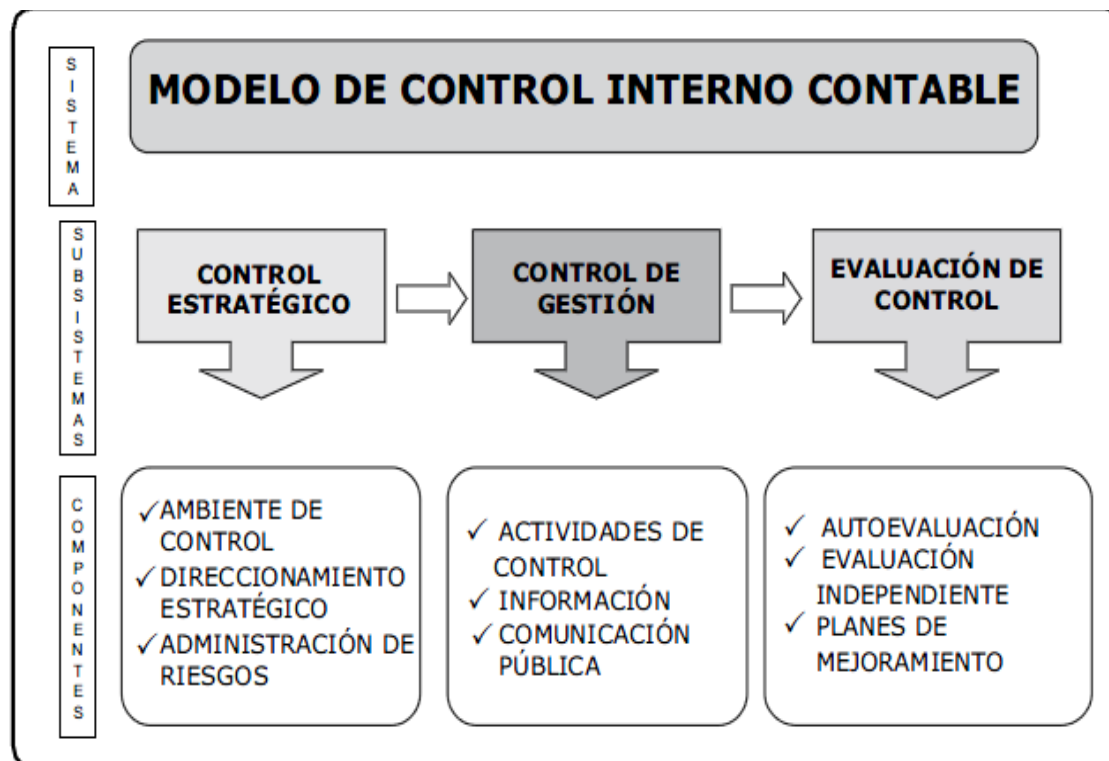 SISTEMA
MODELO DE CONTROL INTERNO CONTABLE
SUBSISTEMAS
CONTROL
ESTRATÉGICO
CONTROL DE
GESTIÓN
EVALUACIÓN DE
CONTROL
COMPONENTES
✓AMBIENTE DE
CONTROL
✓DIRECCIONAMIENTO
ESTRATÉGICO
✓ADMINISTRACIÓN DE
RIESGOS
✓ ACTIVIDADES DE
CONTROL
✓ INFORMACIÓN
✓ COMUNICACIÓN
PÚBLICA
✓ AUTOEVALUACIÓN
✓ EVALUACIÓN
INDEPENDIENTE
✓ PLANES DE
MEJORAMIENTO